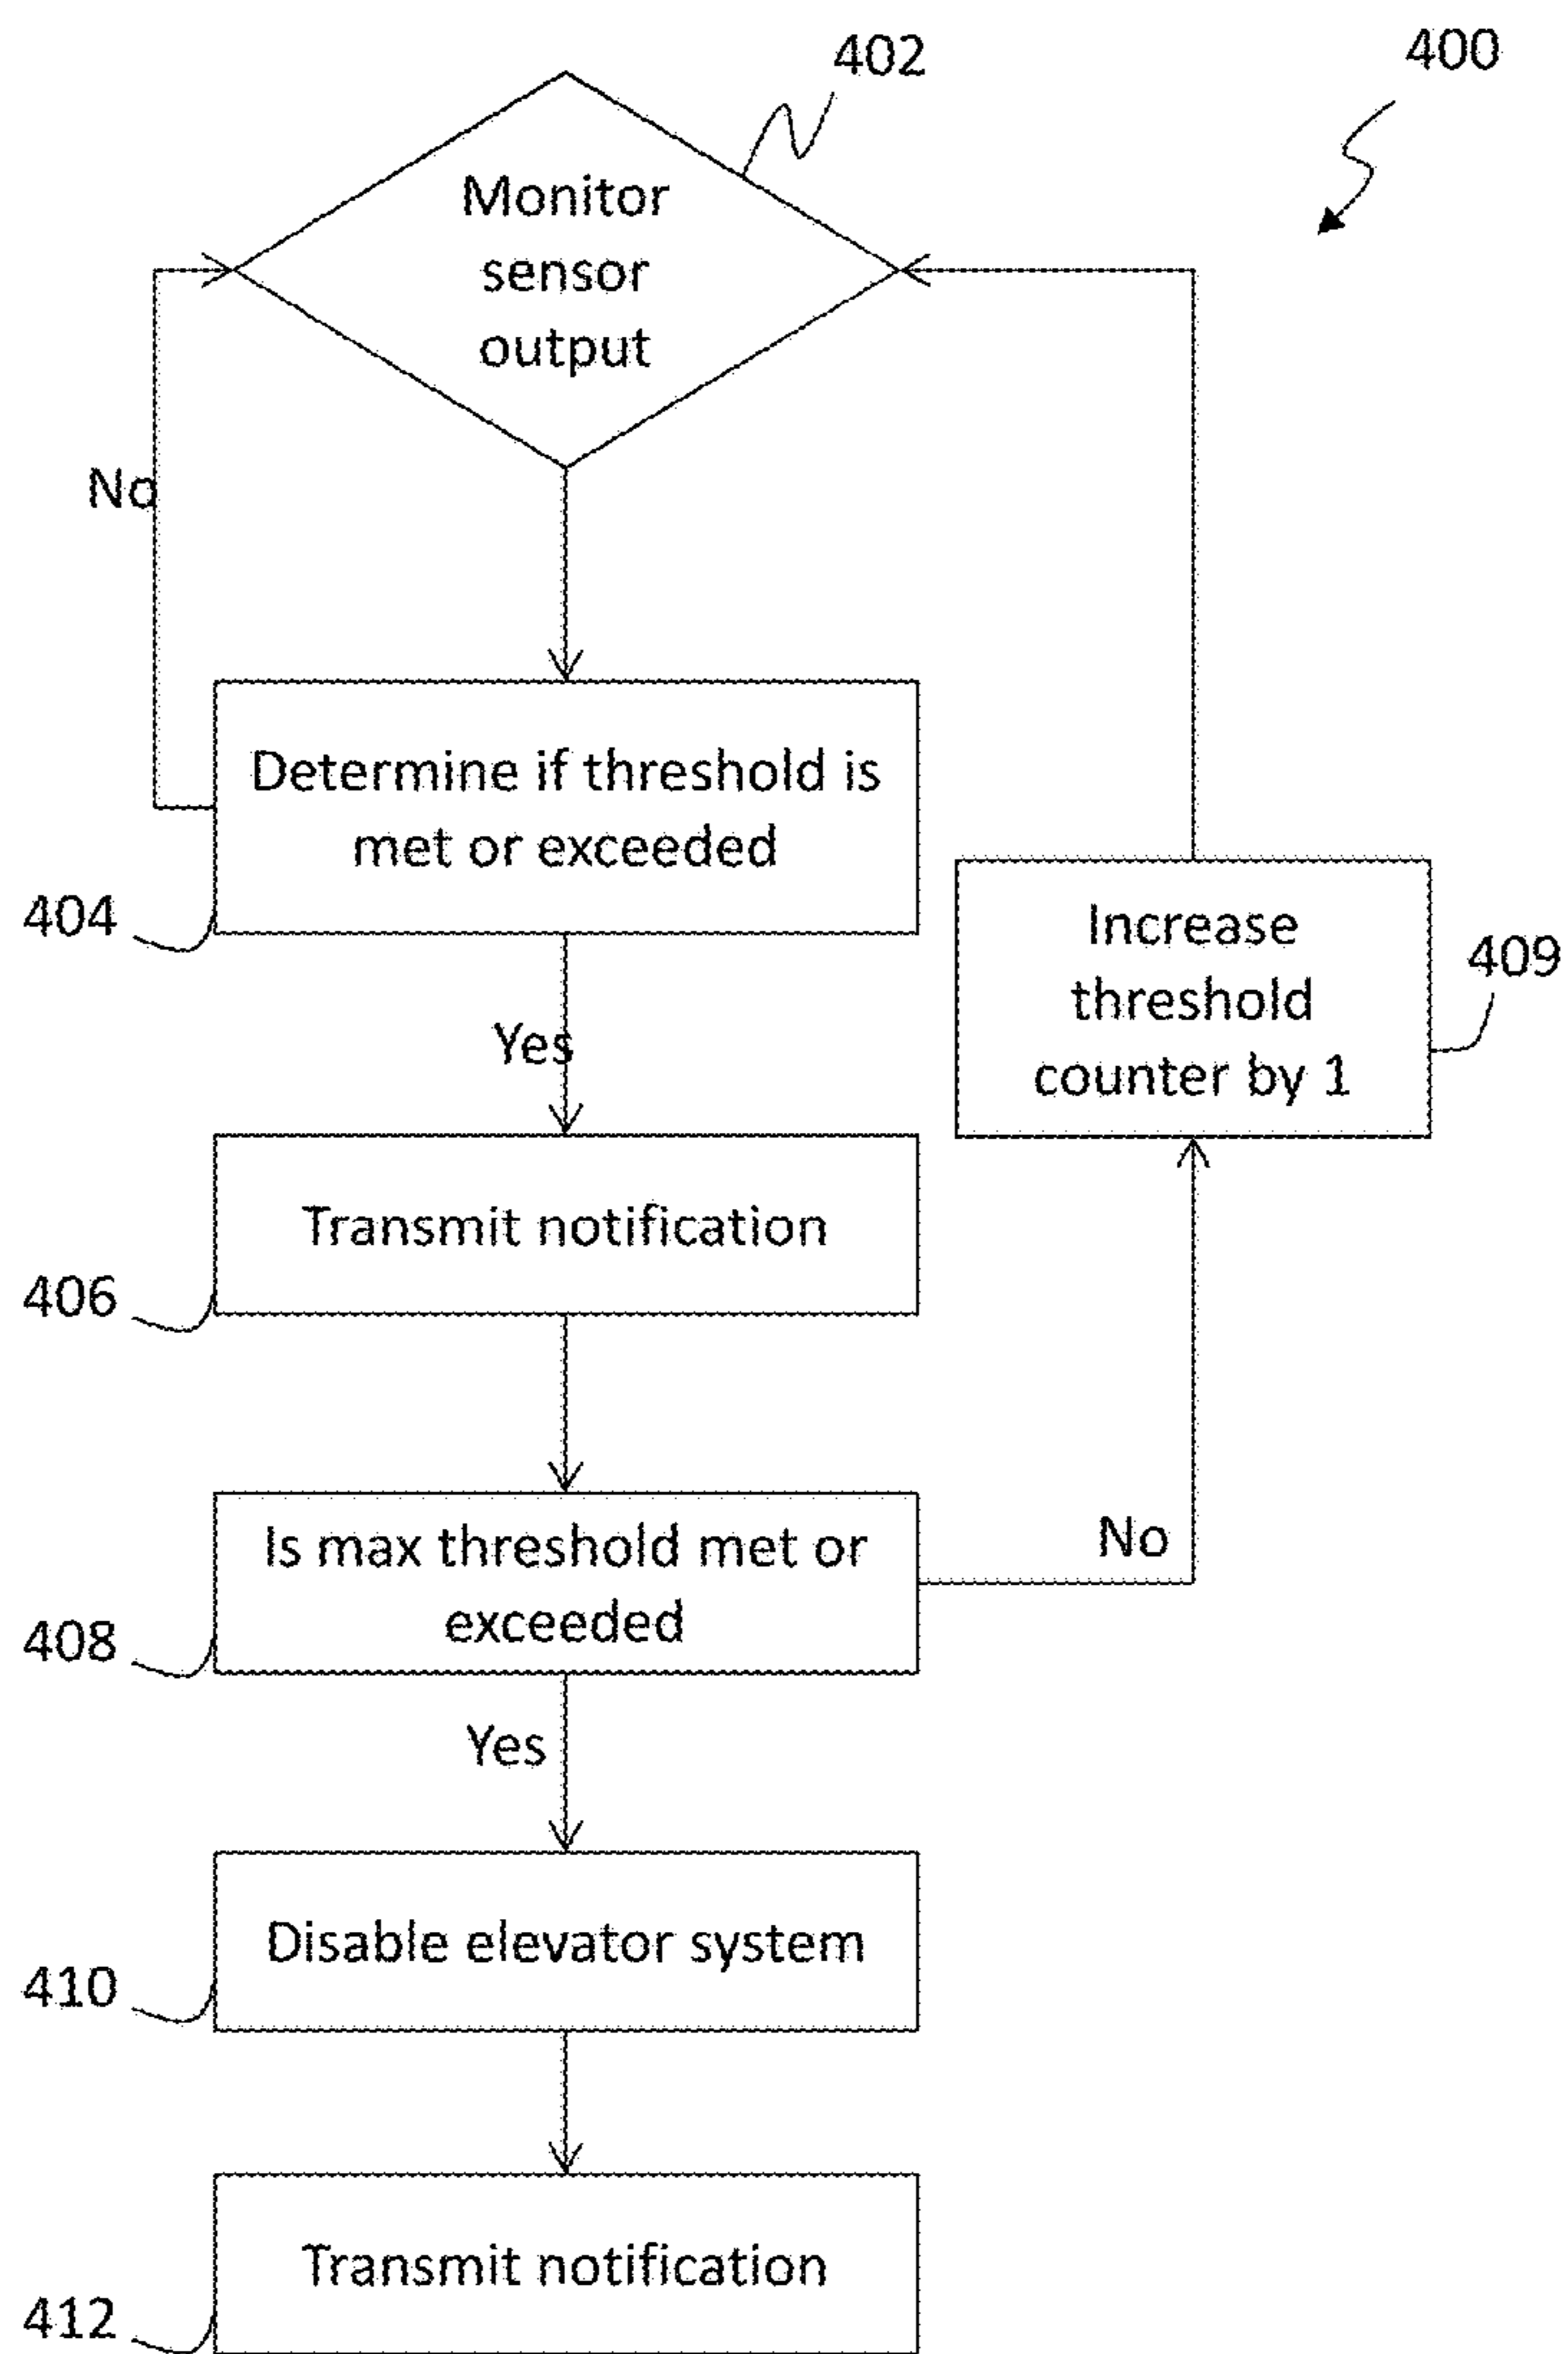 402
400
Monitor
sensor
output
No
Determine if threshold is
met or exceeded
404
Increase
threshold
counter by 1
409
Yes
Transmit notification
406
Is max threshold met or
exceeded
No
408
Yes
Disable elevator system
410
Transmit notification
412